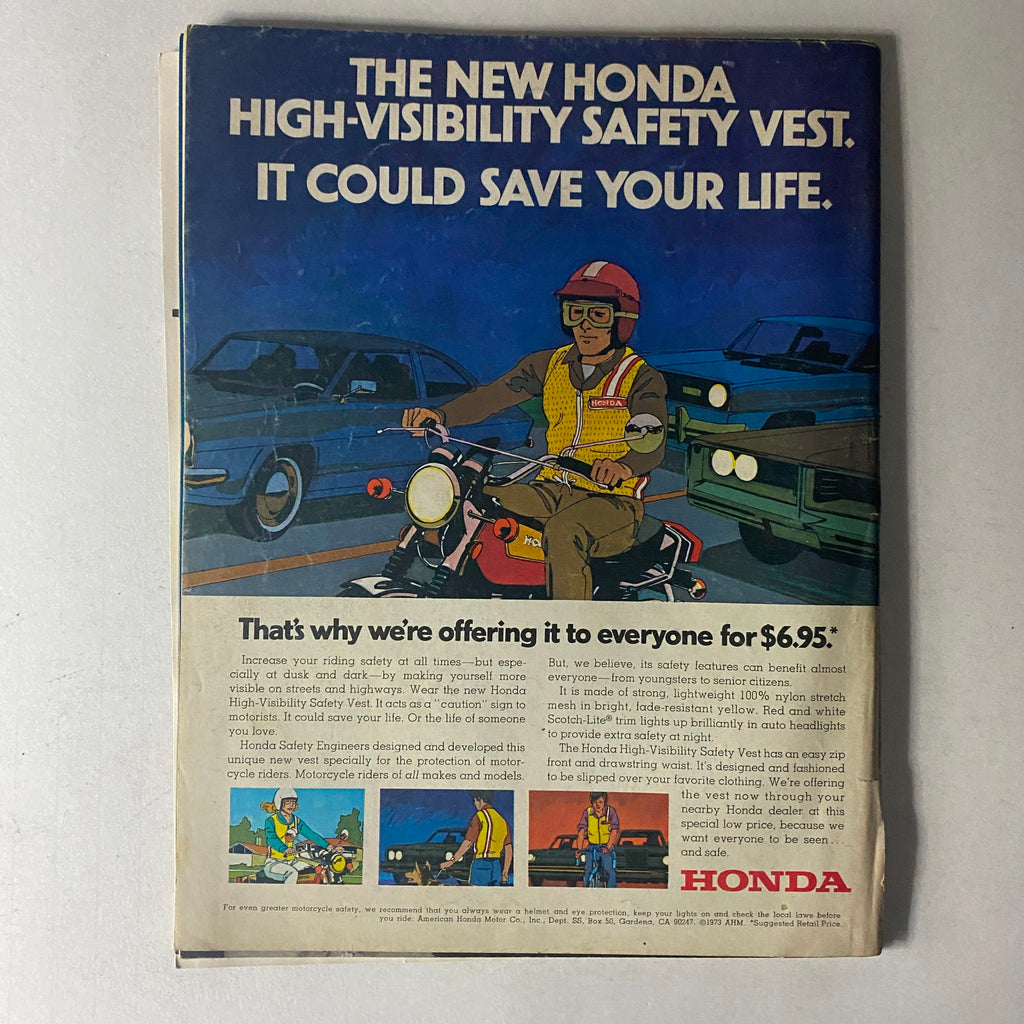 THE NEW HONDA
HIGH-VISIBILITY SAFETY VEST.
IT COULD SAVE YOUR LIFE.
HONDA
HO
That's why we're offering it to everyone for $6.95.*
Increase your riding safety at all times—but espe-
cially at dusk and dark—by making yourself more
visible on streets and highways. Wear the new Honda
High-Visibility Safety Vest. It acts as a "caution" sign to
motorists. It could save your life. Or the life of someone
you love.
Honda Safety Engineers designed and developed this
unique new vest specially for the protection of motor-
cycle riders. Motorcycle riders of all makes and models.
But, we believe, its safety features can benefit almost
everyone—from youngsters to senior citizens.
It is made of strong, lightweight 100% nylon stretch
mesh in bright, fade-resistant yellow. Red and white
Scotch-Lite® trim lights up brilliantly in auto headlights
to provide extra safety at night.
The Honda High-Visibility Safety Vest has an easy zip
front and drawstring waist. It's designed and fashioned
to be slipped over your favorite clothing. We're offering
the vest now through your
nearby Honda dealer at this
special low price, because we
want everyone to be seen...
and safe.
HONDA
For even greater motorcycle safety, we recommend that you always wear a helmet and eye protection, keep your lights on and check the local laws before
you ride; American Honda Motor Co., Inc., Dept. SS, Box 50, Gardena, CA 90247. ©1973 AHM. *Suggested Retail Price.